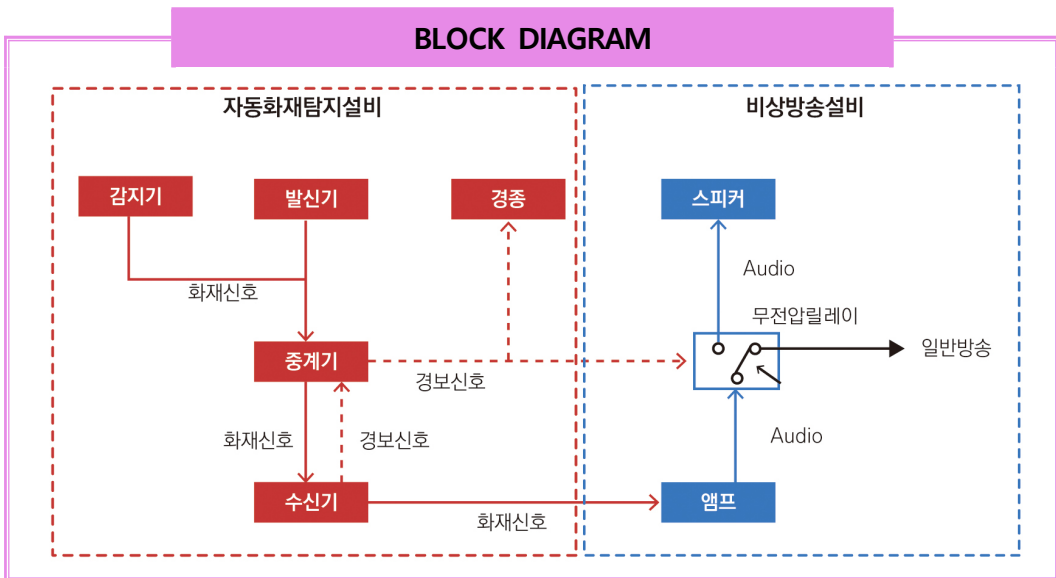 BLOCK DIAGRAM
자동화재탐지설비
비상방송설비
감지기
발신기
경종
스피커
Audio
화재신호
무전압릴레이
일반방송
중계기
경보신호
화재신호
경보신호
Audio
수신기
화재신호
앰프